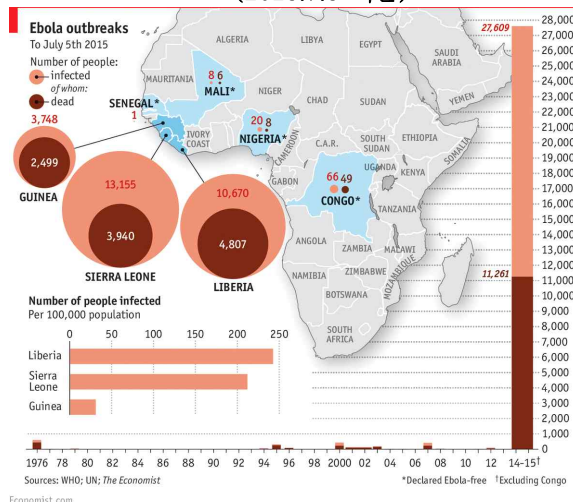 Ebola outbreaks
To July 5th 2015
Number of people:
infected
of whom:
dead
3,748
2,499
GUINEA
13,155
3,940
SIERRA LEONE
10,670
4,807
LIBERIA
SENEGAL*
1
8 6
MALI*
20 8
NIGERIA*
66 49
CONGO*
ALGERIA
LIBYA
EGYPT
SAUDI
ARABIA
MAURITANIA
NIGER
CHAD
SUDAN
YEMEN
IVORY
COAST
CAMEROON
C.A.R.
SOUTH
SUDAN
ETHIOPIA
SOMALIA
GABON
UGANDA
KENYA
TANZANIA
ANGOLA
ZAMBIA
MALAWI
MOZAMBIQUE
NAMIBIA
ZIMBABWE
BOTSWANA
SOUTH
AFRICA
27,609
11,261
28,000
27,000
26,000
25,000
24,000
23,000
22,000
21,000
20,000
19,000
18,000
17,000
16,000
15,000
14,000
13,000
12,000
11,000
10,000
9,000
8,000
7,000
6,000
5,000
4,000
3,000
2,000
1,000
0
Number of people infected
Per 100,000 population
0 50 100 150 200 250
Liberia
Sierra
Leone
Guinea
1976 78 80 82 84 86 88 90 92 94 96 98 2000 02 04 06 08 10 12 14-15†
Sources: WHO; UN; The Economist
*Declared Ebola-free †Excluding Congo
Economist.com